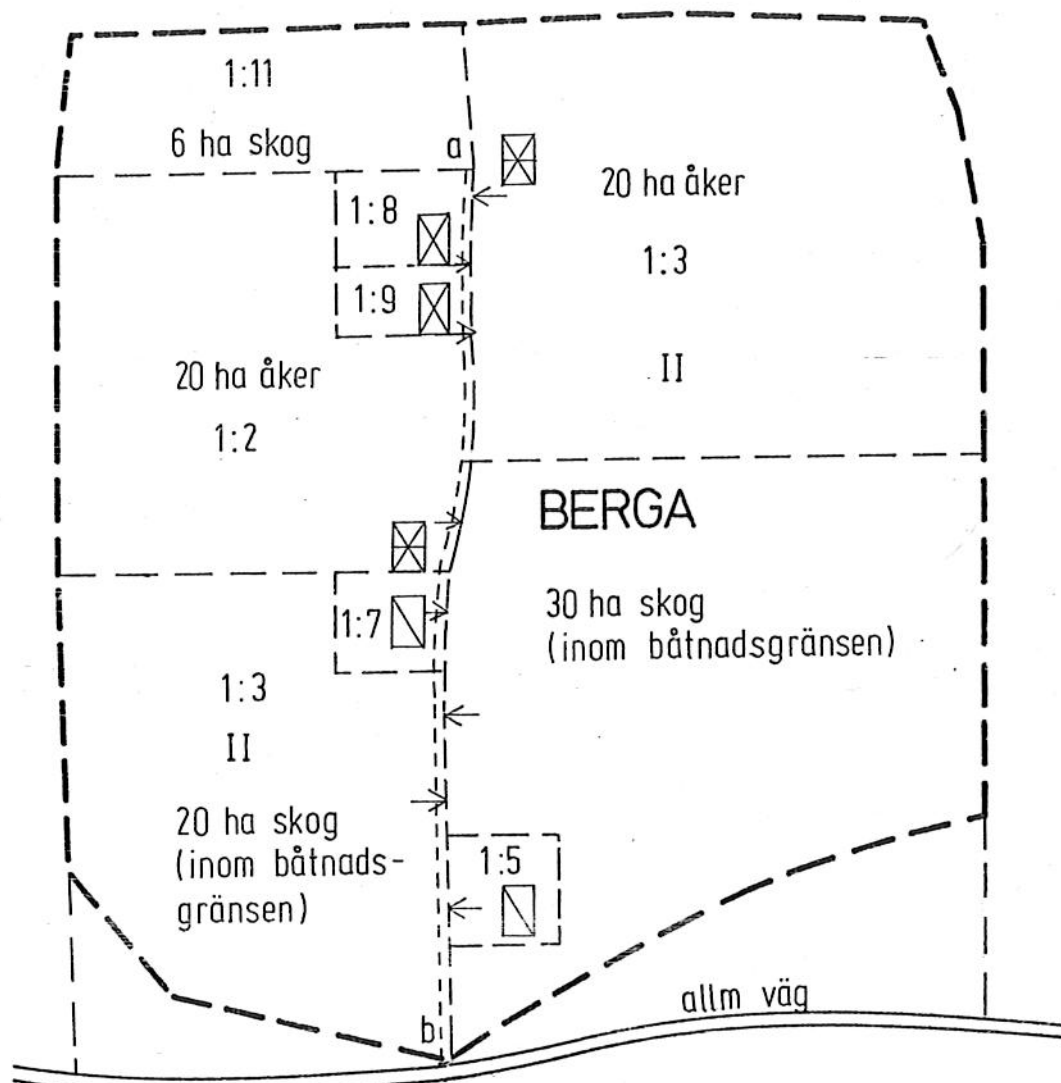 1:11
6 ha skog
a
1:8
1:9
20 ha åker
1:2
20 ha åker
1:3
II
BERGA
30 ha skog
(inom båtnadsgränsen)
1:7
1:3
II
20 ha skog
(inom båtnads-
gränsen)
1:5
b
allm väg